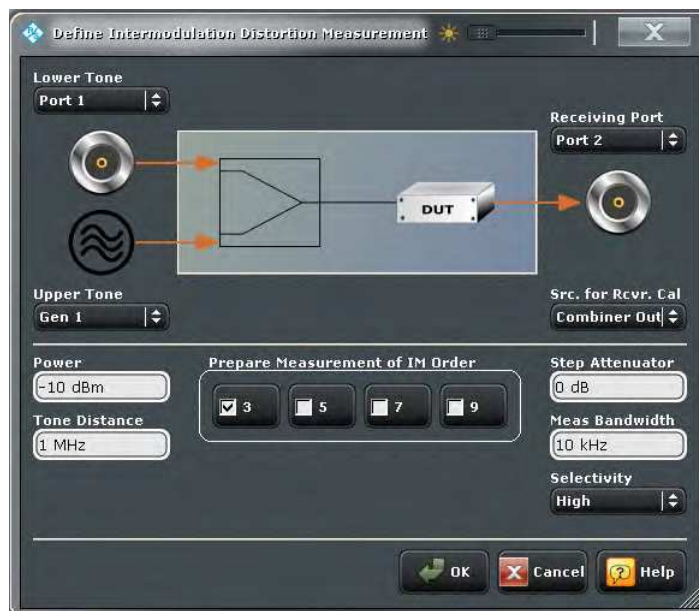 Define Intermodulation Distortion Measurement
Lower Tone
Port 1
Receiving Port
Port 2
DUT
Upper Tone
Gen 1
Src. for Rcvr. Cal
Combiner Out
Power
-10 dBm
Prepare Measurement of IM Order
3
5
7
9
Step Attenuator
0 dB
Tone Distance
1 MHz
Meas Bandwidth
10 kHz
Selectivity
High
OK
Cancel
Help